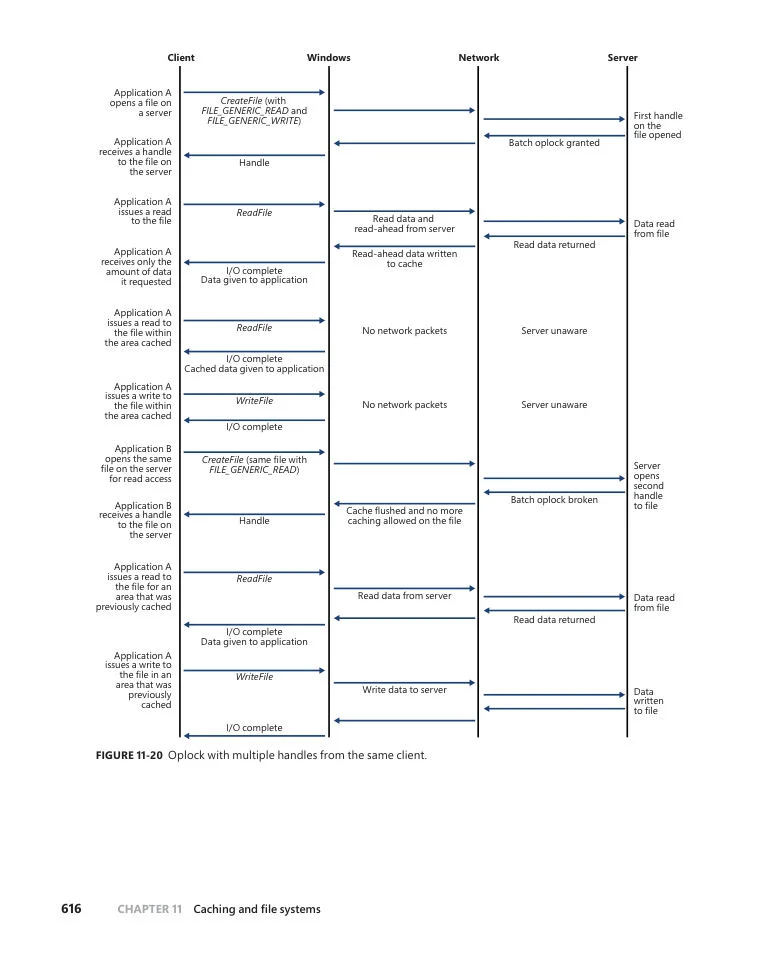 Client Windows Network Server
Application A
opens a file on
a server
CreateFile (with
FILE_GENERIC_READ and
FILE_GENERIC_WRITE)
First handle
on the
file opened
Batch oplock granted
Application A
receives a handle
to the file on
the server
Handle
Application A
issues a read
to the file
ReadFile
Read data and
read-ahead from server
Data read
from file
Read data returned
Read-ahead data written
to cache
Application A
receives only the
amount of data
it requested
I/O complete
Data given to application
Application A
issues a read to
the file within
the area cached
ReadFile
No network packets
Server unaware
I/O complete
Cached data given to application
Application A
issues a write to
the file within
the area cached
WriteFile
No network packets
Server unaware
I/O complete
Application B
opens the same
file on the server
for read access
CreateFile (same file with
FILE_GENERIC_READ)
Server
opens
second
handle
to file
Batch oplock broken
Cache flushed and no more
caching allowed on the file
Application B
receives a handle
to the file on
the server
Handle
Application A
issues a read to
the file for an
area that was
previously cached
ReadFile
Read data from server
Data read
from file
Read data returned
I/O complete
Data given to application
Application A
issues a write to
the file in an
area that was
previously
cached
WriteFile
Write data to server
Data
written
to file
I/O complete
FIGURE 11-20 Oplock with multiple handles from the same client.
616 CHAPTER 11 Caching and file systems